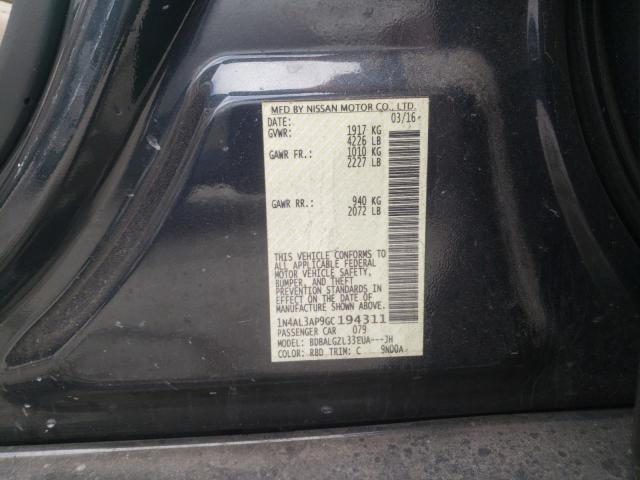 MFD BY NISSAN MOTOR CO., LTD.
DATE: 03/16
GVWR: 1917 KG
4226 LB
GAWR FR.: 1010 KG
2227 LB
GAWR RR.: 940 KG
2072 LB
THIS VEHICLE CONFORMS TO
ALL APPLICABLE FEDERAL
MOTOR VEHICLE SAFETY,
BUMPER, AND THEFT
PREVENTION STANDARDS IN
EFFECT ON THE DATE OF
MANUFACTURE SHOWN ABOVE.
1N4AL3AP9GC194311
PASSENGER CAR 079
MODEL: BDBALGZL33EUA---JH
COLOR: RBD TRIM: C 9NDOA